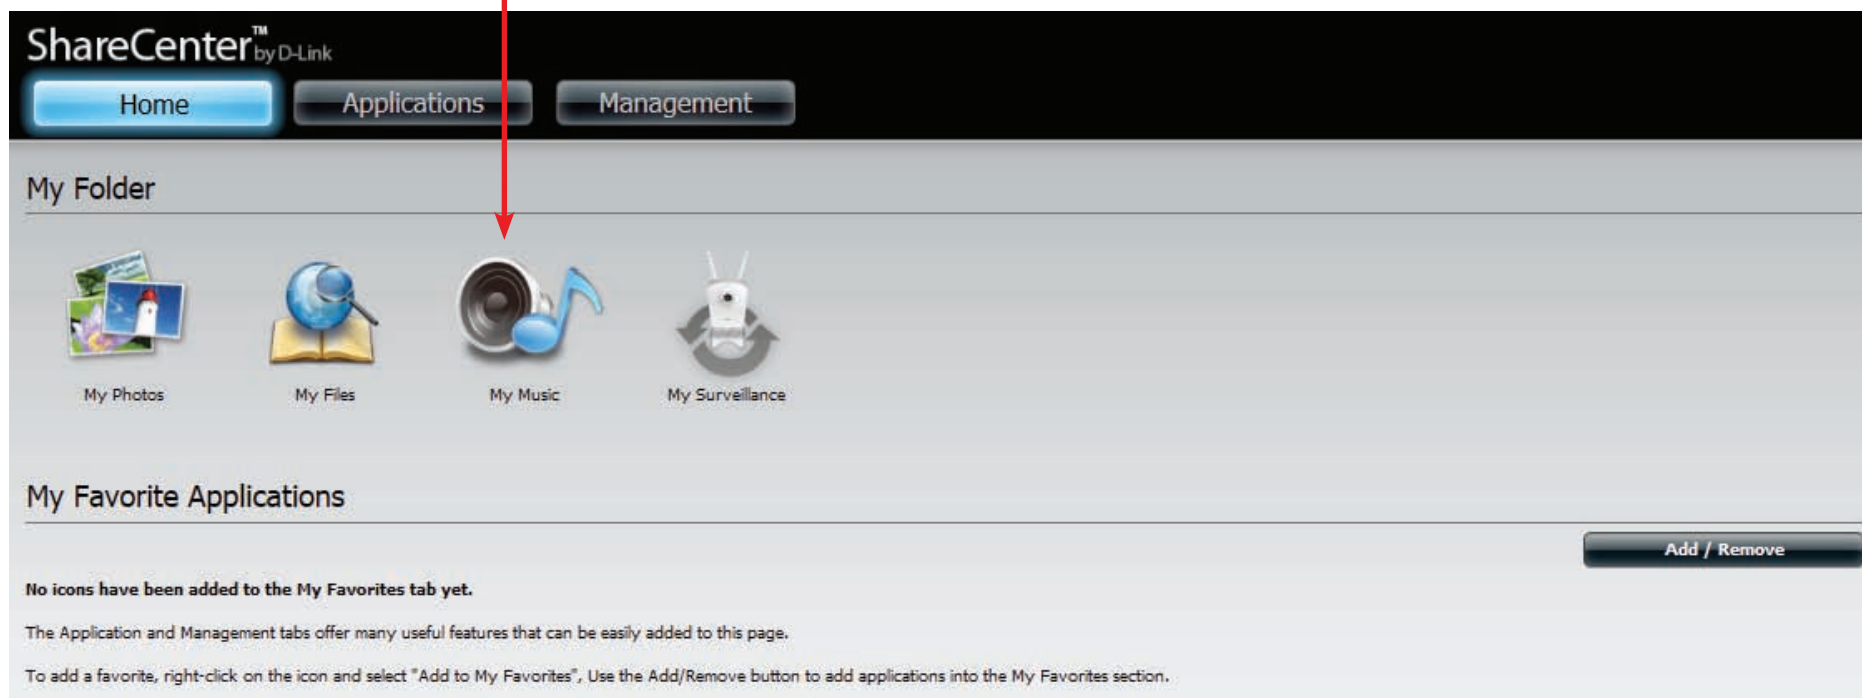 ShareCenter™ by D-Link
Home Applications Management
My Folder
My Photos My Files My Music My Surveillance
My Favorite Applications
Add / Remove
No icons have been added to the My Favorites tab yet.
The Application and Management tabs offer many useful features that can be easily added to this page.
To add a favorite, right-click on the icon and select "Add to My Favorites", Use the Add/Remove button to add applications into the My Favorites section.